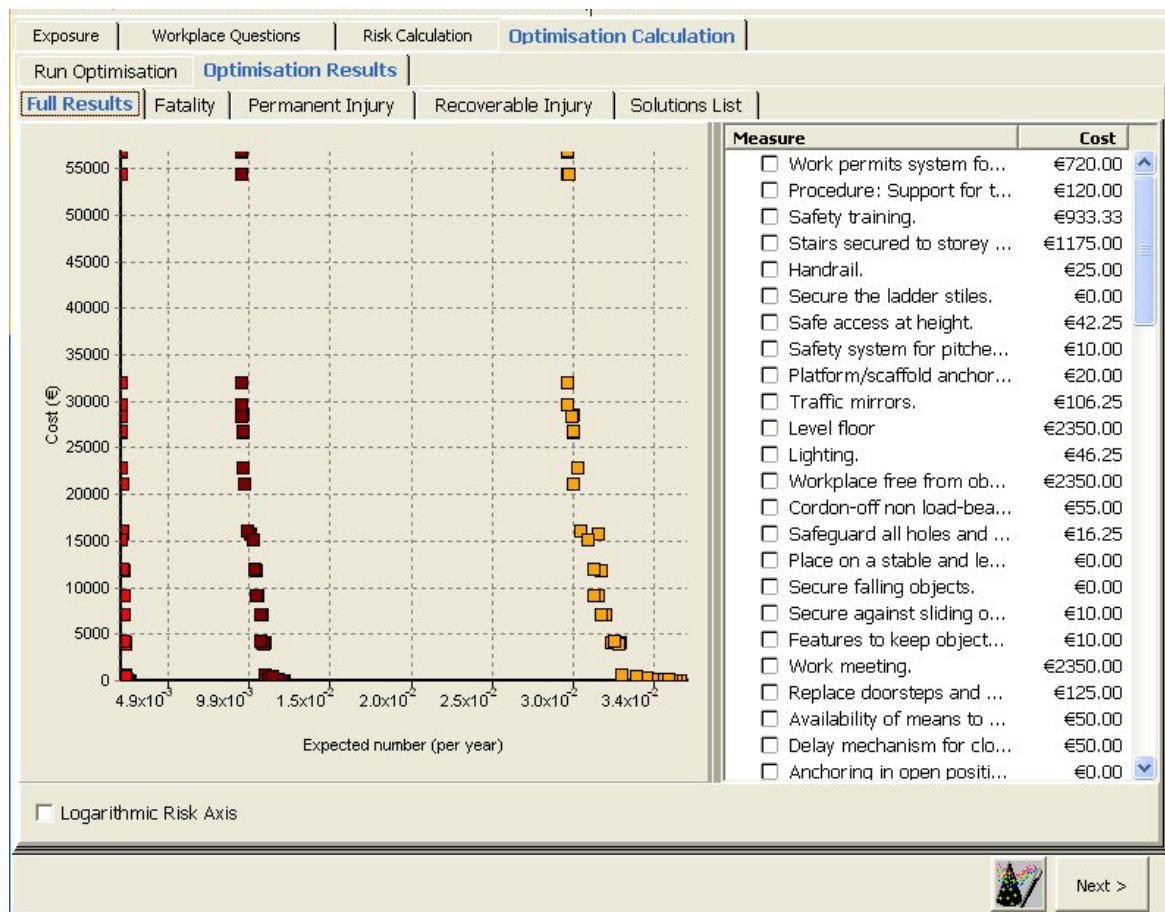 Exposure Workplace Questions Risk Calculation Optimisation Calculation
Run Optimisation Optimisation Results
Full Results Fatality Permanent Injury Recoverable Injury Solutions List
Measure Cost
Work permits system fo... €720.00
Procedure: Support for t... €120.00
Safety training. €933.33
Stairs secured to storey ... €1175.00
Handrail. €25.00
Secure the ladder stiles. €0.00
Safe access at height. €42.25
Safety system for pitche... €10.00
Platform/scaffold anchor... €20.00
Traffic mirrors. €106.25
Level floor €2350.00
Lighting. €46.25
Workplace free from ob... €2350.00
Cordon-off non load-bea... €55.00
Safeguard all holes and ... €16.25
Place on a stable and le... €0.00
Secure falling objects. €0.00
Secure against sliding o... €10.00
Features to keep object... €10.00
Work meeting. €2350.00
Replace doorsteps and ... €125.00
Availability of means to ... €50.00
Delay mechanism for clo... €50.00
Anchoring in open positi... €0.00
55000
50000
45000
40000
35000
30000
25000
20000
15000
10000
5000
0
Cost (€)
4.9x10⁻³ 9.9x10⁻³ 1.5x10⁻² 2.0x10⁻² 2.5x10⁻² 3.0x10⁻² 3.4x10⁻²
Expected number (per year)
Logarithmic Risk Axis
Next >